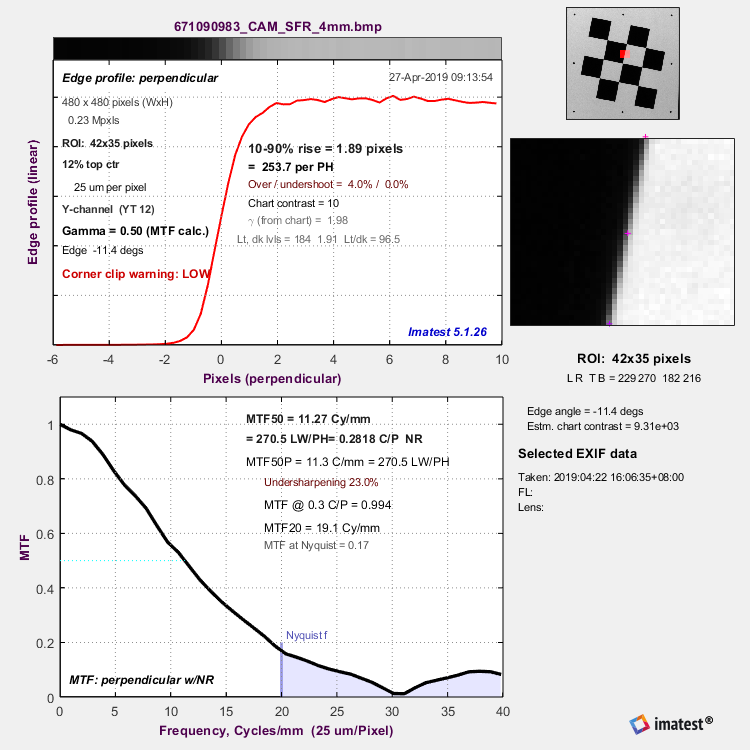 671090983_CAM_SFR_4mm.bmp
Edge profile: perpendicular
27-Apr-2019 09:13:54
480 x 480 pixels (WxH)
0.23 Mpxls
ROI: 42x35 pixels
12% top ctr
25 um per pixel
Y-channel (YT 12)
Gamma = 0.50 (MTF calc.)
Edge -11.4 degs
Corner clip warning: LOW
10-90% rise = 1.89 pixels
= 253.7 per PH
Over / undershoot = 4.0% / 0.0%
Chart contrast = 10
γ (from chart) = 1.98
Lt, dk lvls = 184 1.91 Lt/dk = 96.5
Imatest 5.1.26
Edge profile (linear)
-6 -4 -2 0 2 4 6 8 10
Pixels (perpendicular)
ROI: 42x35 pixels
L R T B = 229 270 182 216
Edge angle = -11.4 degs
Estm. chart contrast = 9.31e+03
Selected EXIF data
Taken: 2019:04:22 16:06:35+08:00
FL:
Lens:
MTF50 = 11.27 Cy/mm
= 270.5 LW/PH= 0.2818 C/P NR
MTF50P = 11.3 C/mm = 270.5 LW/PH
Undersharpening 23.0%
MTF @ 0.3 C/P = 0.994
MTF20 = 19.1 Cy/mm
MTF at Nyquist = 0.17
Nyquist f
MTF: perpendicular w/NR
MTF
1
0.8
0.6
0.4
0.2
0
0 5 10 15 20 25 30 35 40
Frequency, Cycles/mm (25 um/Pixel)
imatest®